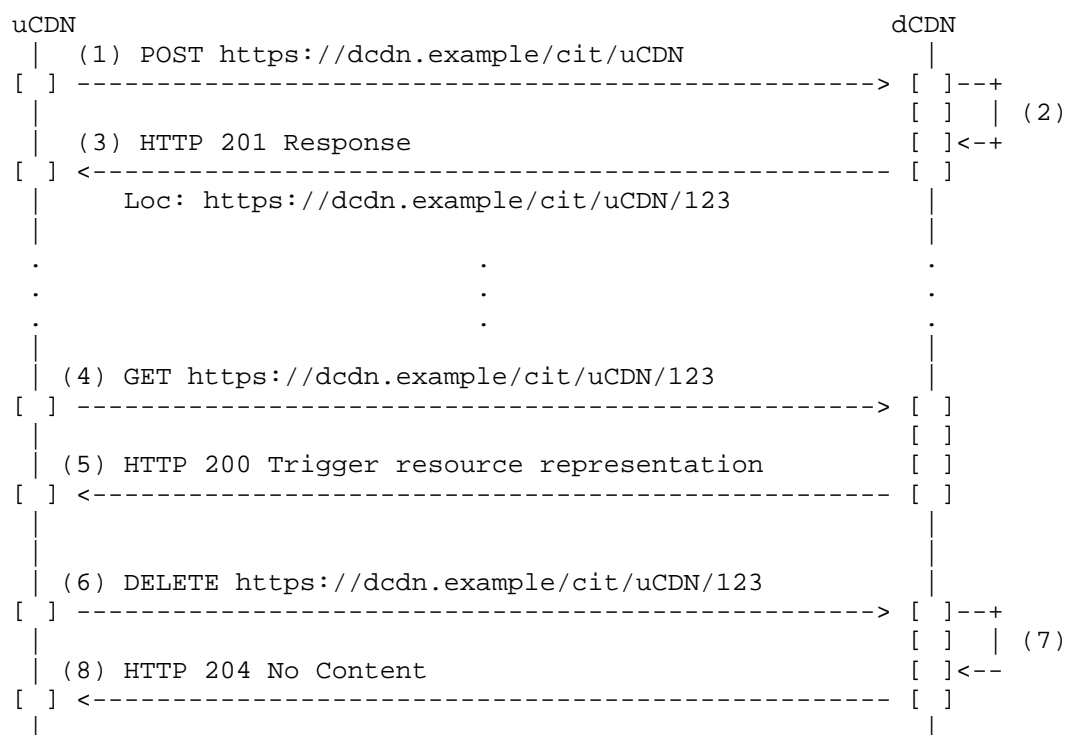 uCDN dCDN
(1) POST https://dcdn.example/cit/uCDN
[ ] --------------------------------------------------> [ ]--+
[ ] | (2)
(3) HTTP 201 Response [ ]<-+
[ ] <-------------------------------------------------- [ ]
Loc: https://dcdn.example/cit/uCDN/123
. . .
. . .
. . .
(4) GET https://dcdn.example/cit/uCDN/123
[ ] --------------------------------------------------> [ ]
[ ]
(5) HTTP 200 Trigger resource representation [ ]
[ ] <-------------------------------------------------- [ ]
(6) DELETE https://dcdn.example/cit/uCDN/123
[ ] --------------------------------------------------> [ ]--+
[ ] | (7)
(8) HTTP 204 No Content [ ]<--
[ ] <-------------------------------------------------- [ ]